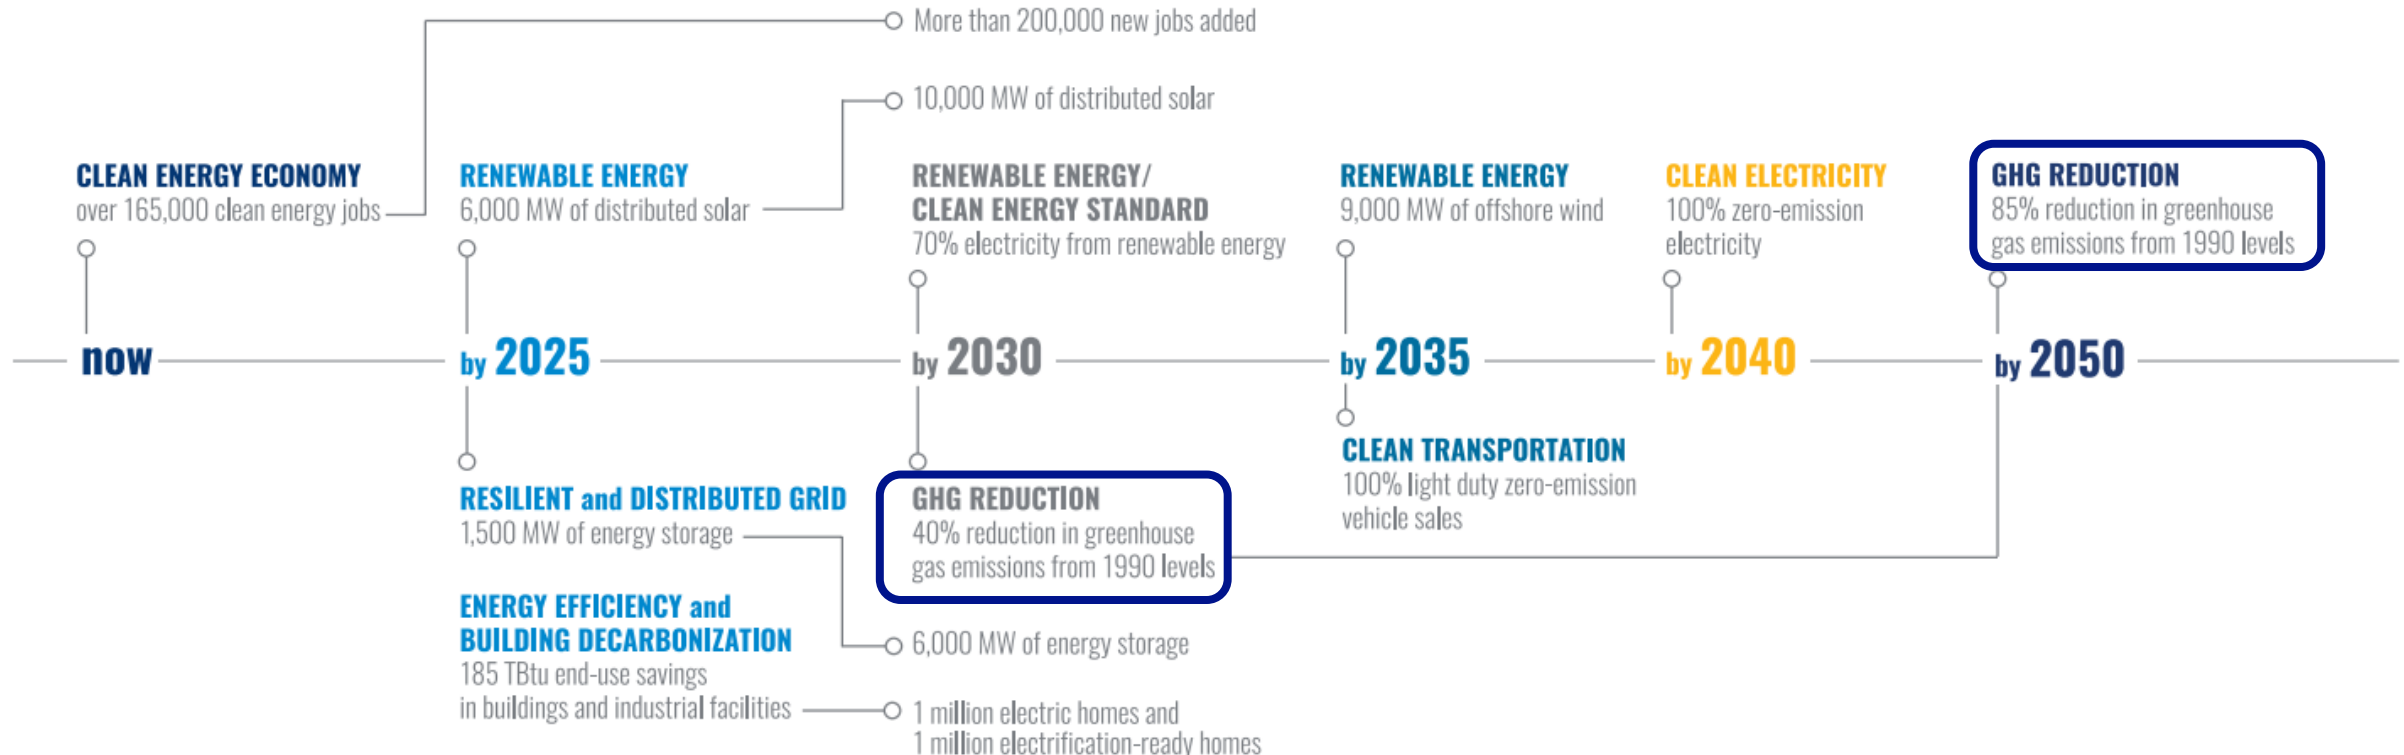 More than 200,000 new jobs added
10,000 MW of distributed solar
CLEAN ENERGY ECONOMY
over 165,000 clean energy jobs
RENEWABLE ENERGY
6,000 MW of distributed solar
RENEWABLE ENERGY/
CLEAN ENERGY STANDARD
70% electricity from renewable energy
RENEWABLE ENERGY
9,000 MW of offshore wind
CLEAN ELECTRICITY
100% zero-emission
electricity
GHG REDUCTION
85% reduction in greenhouse
gas emissions from 1990 levels
now
by 2025
by 2030
by 2035
by 2040
by 2050
RESILIENT and DISTRIBUTED GRID
1,500 MW of energy storage
ENERGY EFFICIENCY and
BUILDING DECARBONIZATION
185 TBtu end-use savings
in buildings and industrial facilities
GHG REDUCTION
40% reduction in greenhouse
gas emissions from 1990 levels
6,000 MW of energy storage
1 million electric homes and
1 million electrification-ready homes
CLEAN TRANSPORTATION
100% light duty zero-emission
vehicle sales